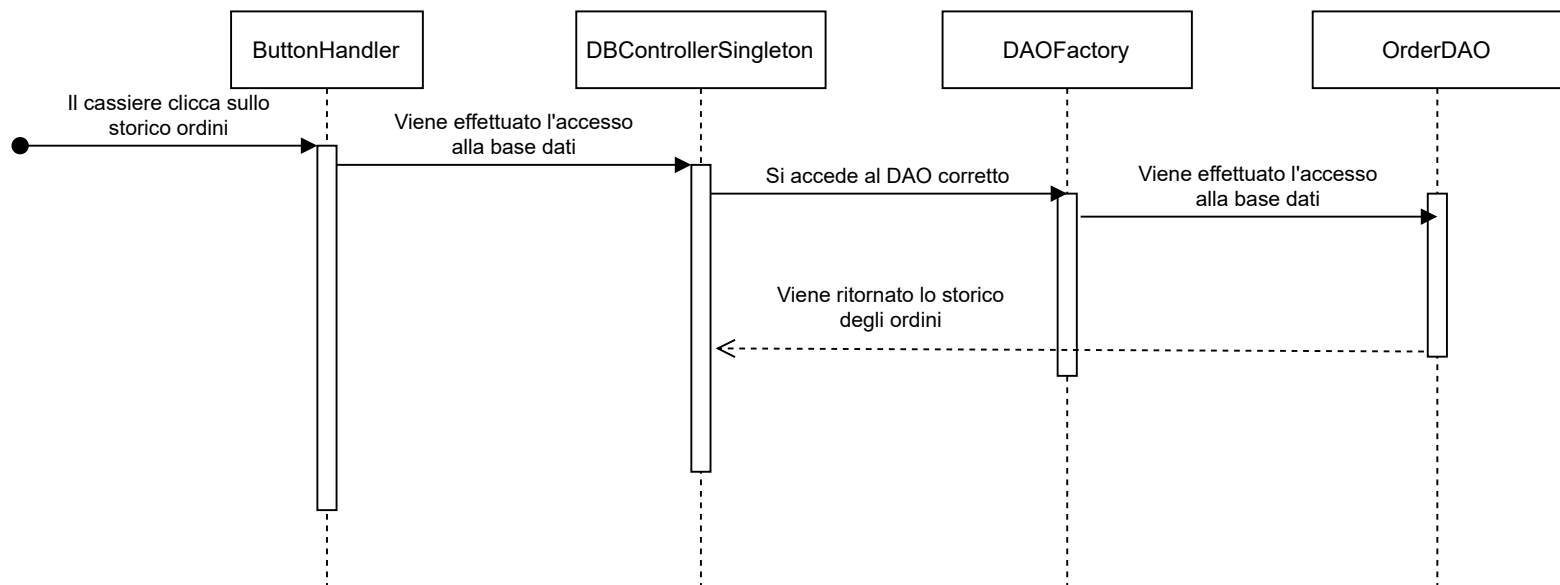 ButtonHandler
DBControllerSingleton
DAOFactory
OrderDAO
Il cassiere clicca sullo
storico ordini
Viene effettuato l'accesso
alla base dati
Si accede al DAO corretto
Viene effettuato l'accesso
alla base dati
Viene ritornato lo storico
degli ordini